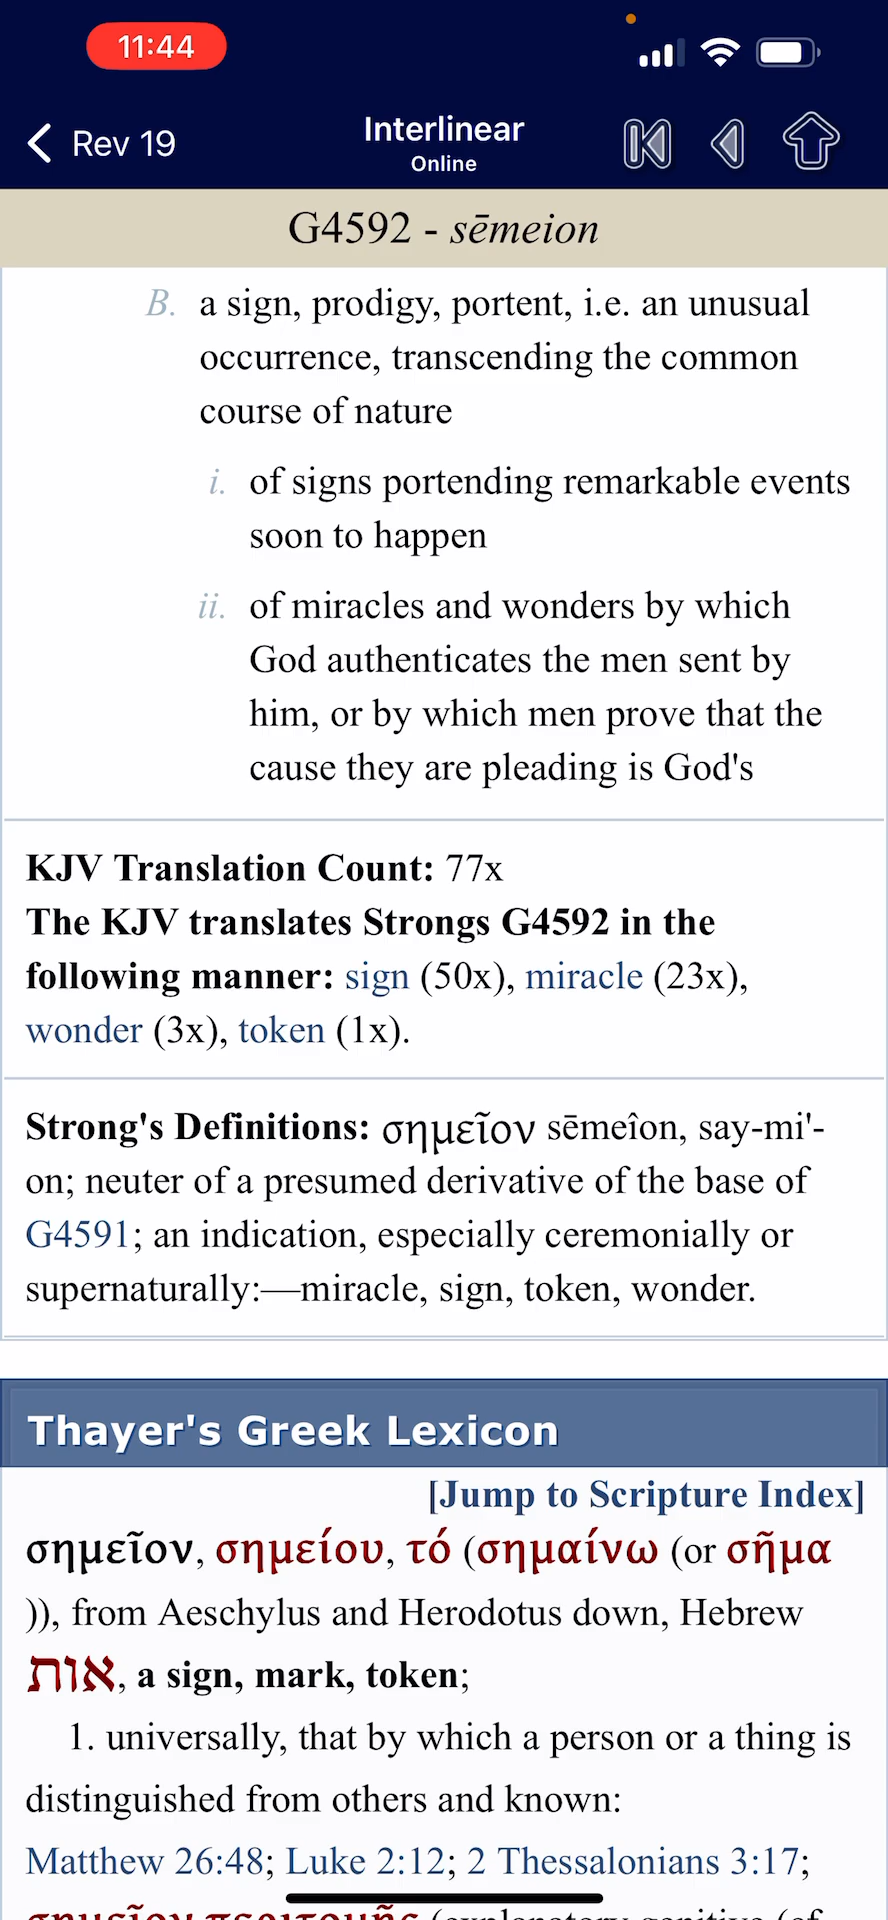 11:44
Rev 19
Interlinear
Online
G4592 - sēmeion
B. a sign, prodigy, portent, i.e. an unusual
occurrence, transcending the common
course of nature
i. of signs portending remarkable events
soon to happen
ii. of miracles and wonders by which
God authenticates the men sent by
him, or by which men prove that the
cause they are pleading is God's
KJV Translation Count: 77x
The KJV translates Strongs G4592 in the
following manner: sign (50x), miracle (23x),
wonder (3x), token (1x).
Strong's Definitions: σημεῖον sēmeîon, say-mi'-
on; neuter of a presumed derivative of the base of
G4591; an indication, especially ceremonially or
supernaturally:—miracle, sign, token, wonder.
Thayer's Greek Lexicon
[Jump to Scripture Index]
σημεῖον, σημείου, τό (σημαίνω (or σῆμα
)), from Aeschylus and Herodotus down, Hebrew
אות, a sign, mark, token;
1. universally, that by which a person or a thing is
distinguished from others and known:
Matthew 26:48; Luke 2:12; 2 Thessalonians 3:17;
σημεῖον περιτομῆς (explanatory genitive (of